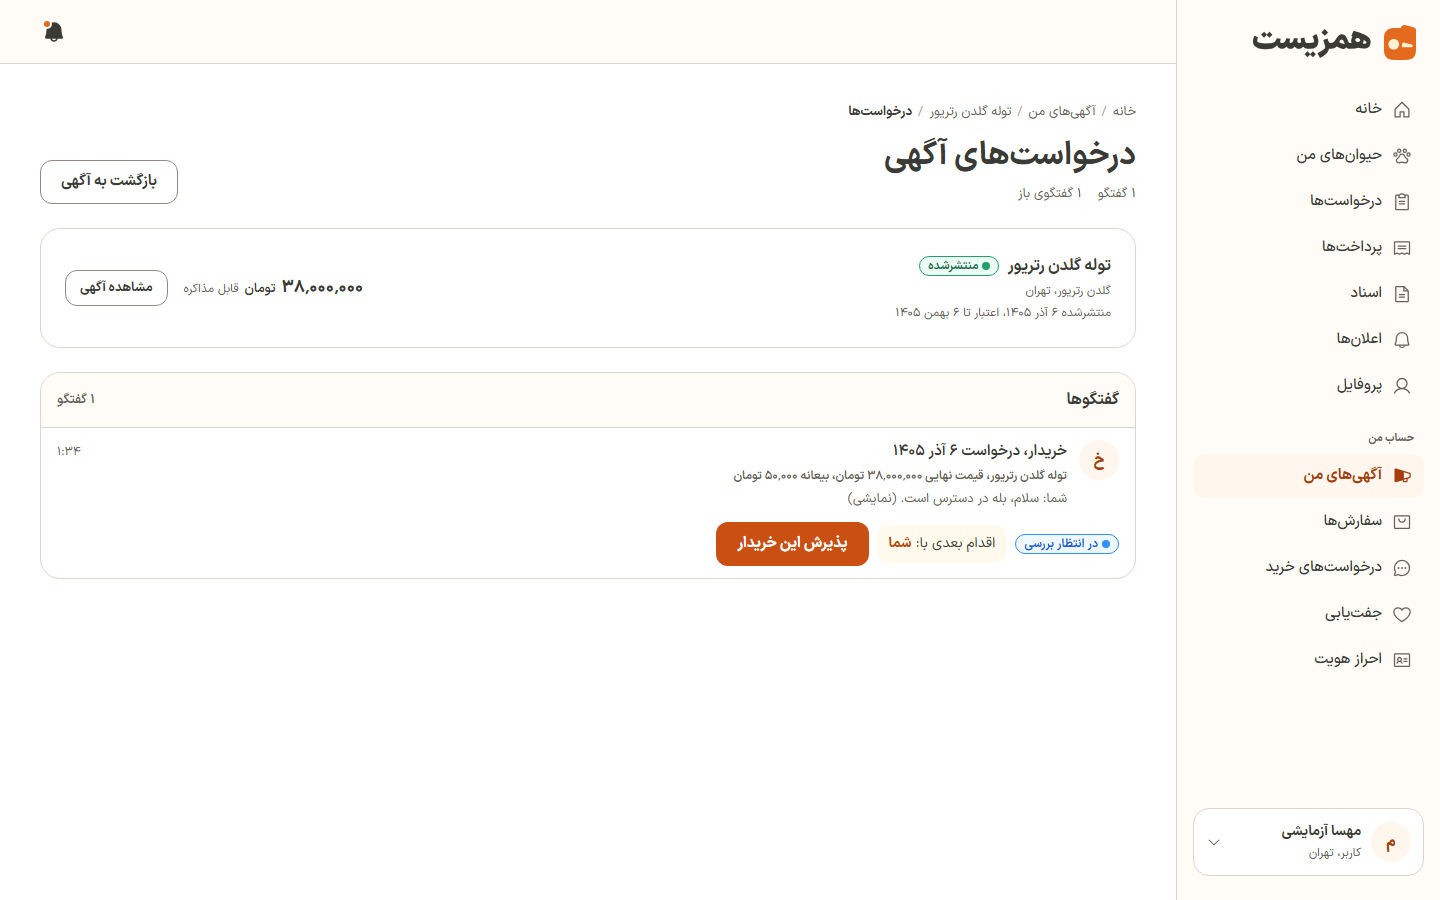 همزیست
خانه
حیوان‌های من
درخواست‌ها
پرداخت‌ها
اسناد
اعلان‌ها
پروفایل
حساب من
آگهی‌های من
سفارش‌ها
درخواست‌های خرید
جفت‌یابی
احراز هویت
مهسا آزمایشی
کاربر، تهران
خانه / آگهی‌های من / توله گلدن رتریور / درخواست‌ها
درخواست‌های آگهی
۱ گفتگو ۱ گفتگوی باز
بازگشت به آگهی
توله گلدن رتریور منتشرشده
گلدن رتریور، تهران
منتشرشده ۶ آذر ۱۴۰۵، اعتبار تا ۶ بهمن ۱۴۰۵
۳۸,۰۰۰,۰۰۰ تومان قابل مذاکره
مشاهده آگهی
گفتگوها
۱ گفتگو
خ
خریدار، درخواست ۶ آذر ۱۴۰۵
۱:۳۴
توله گلدن رتریور، قیمت نهایی ۳۸,۰۰۰,۰۰۰ تومان، بیعانه ۵۰,۰۰۰ تومان
شما: سلام، بله در دسترس است. (نمایشی)
در انتظار بررسی
اقدام بعدی با: شما
پذیرش این خریدار
م